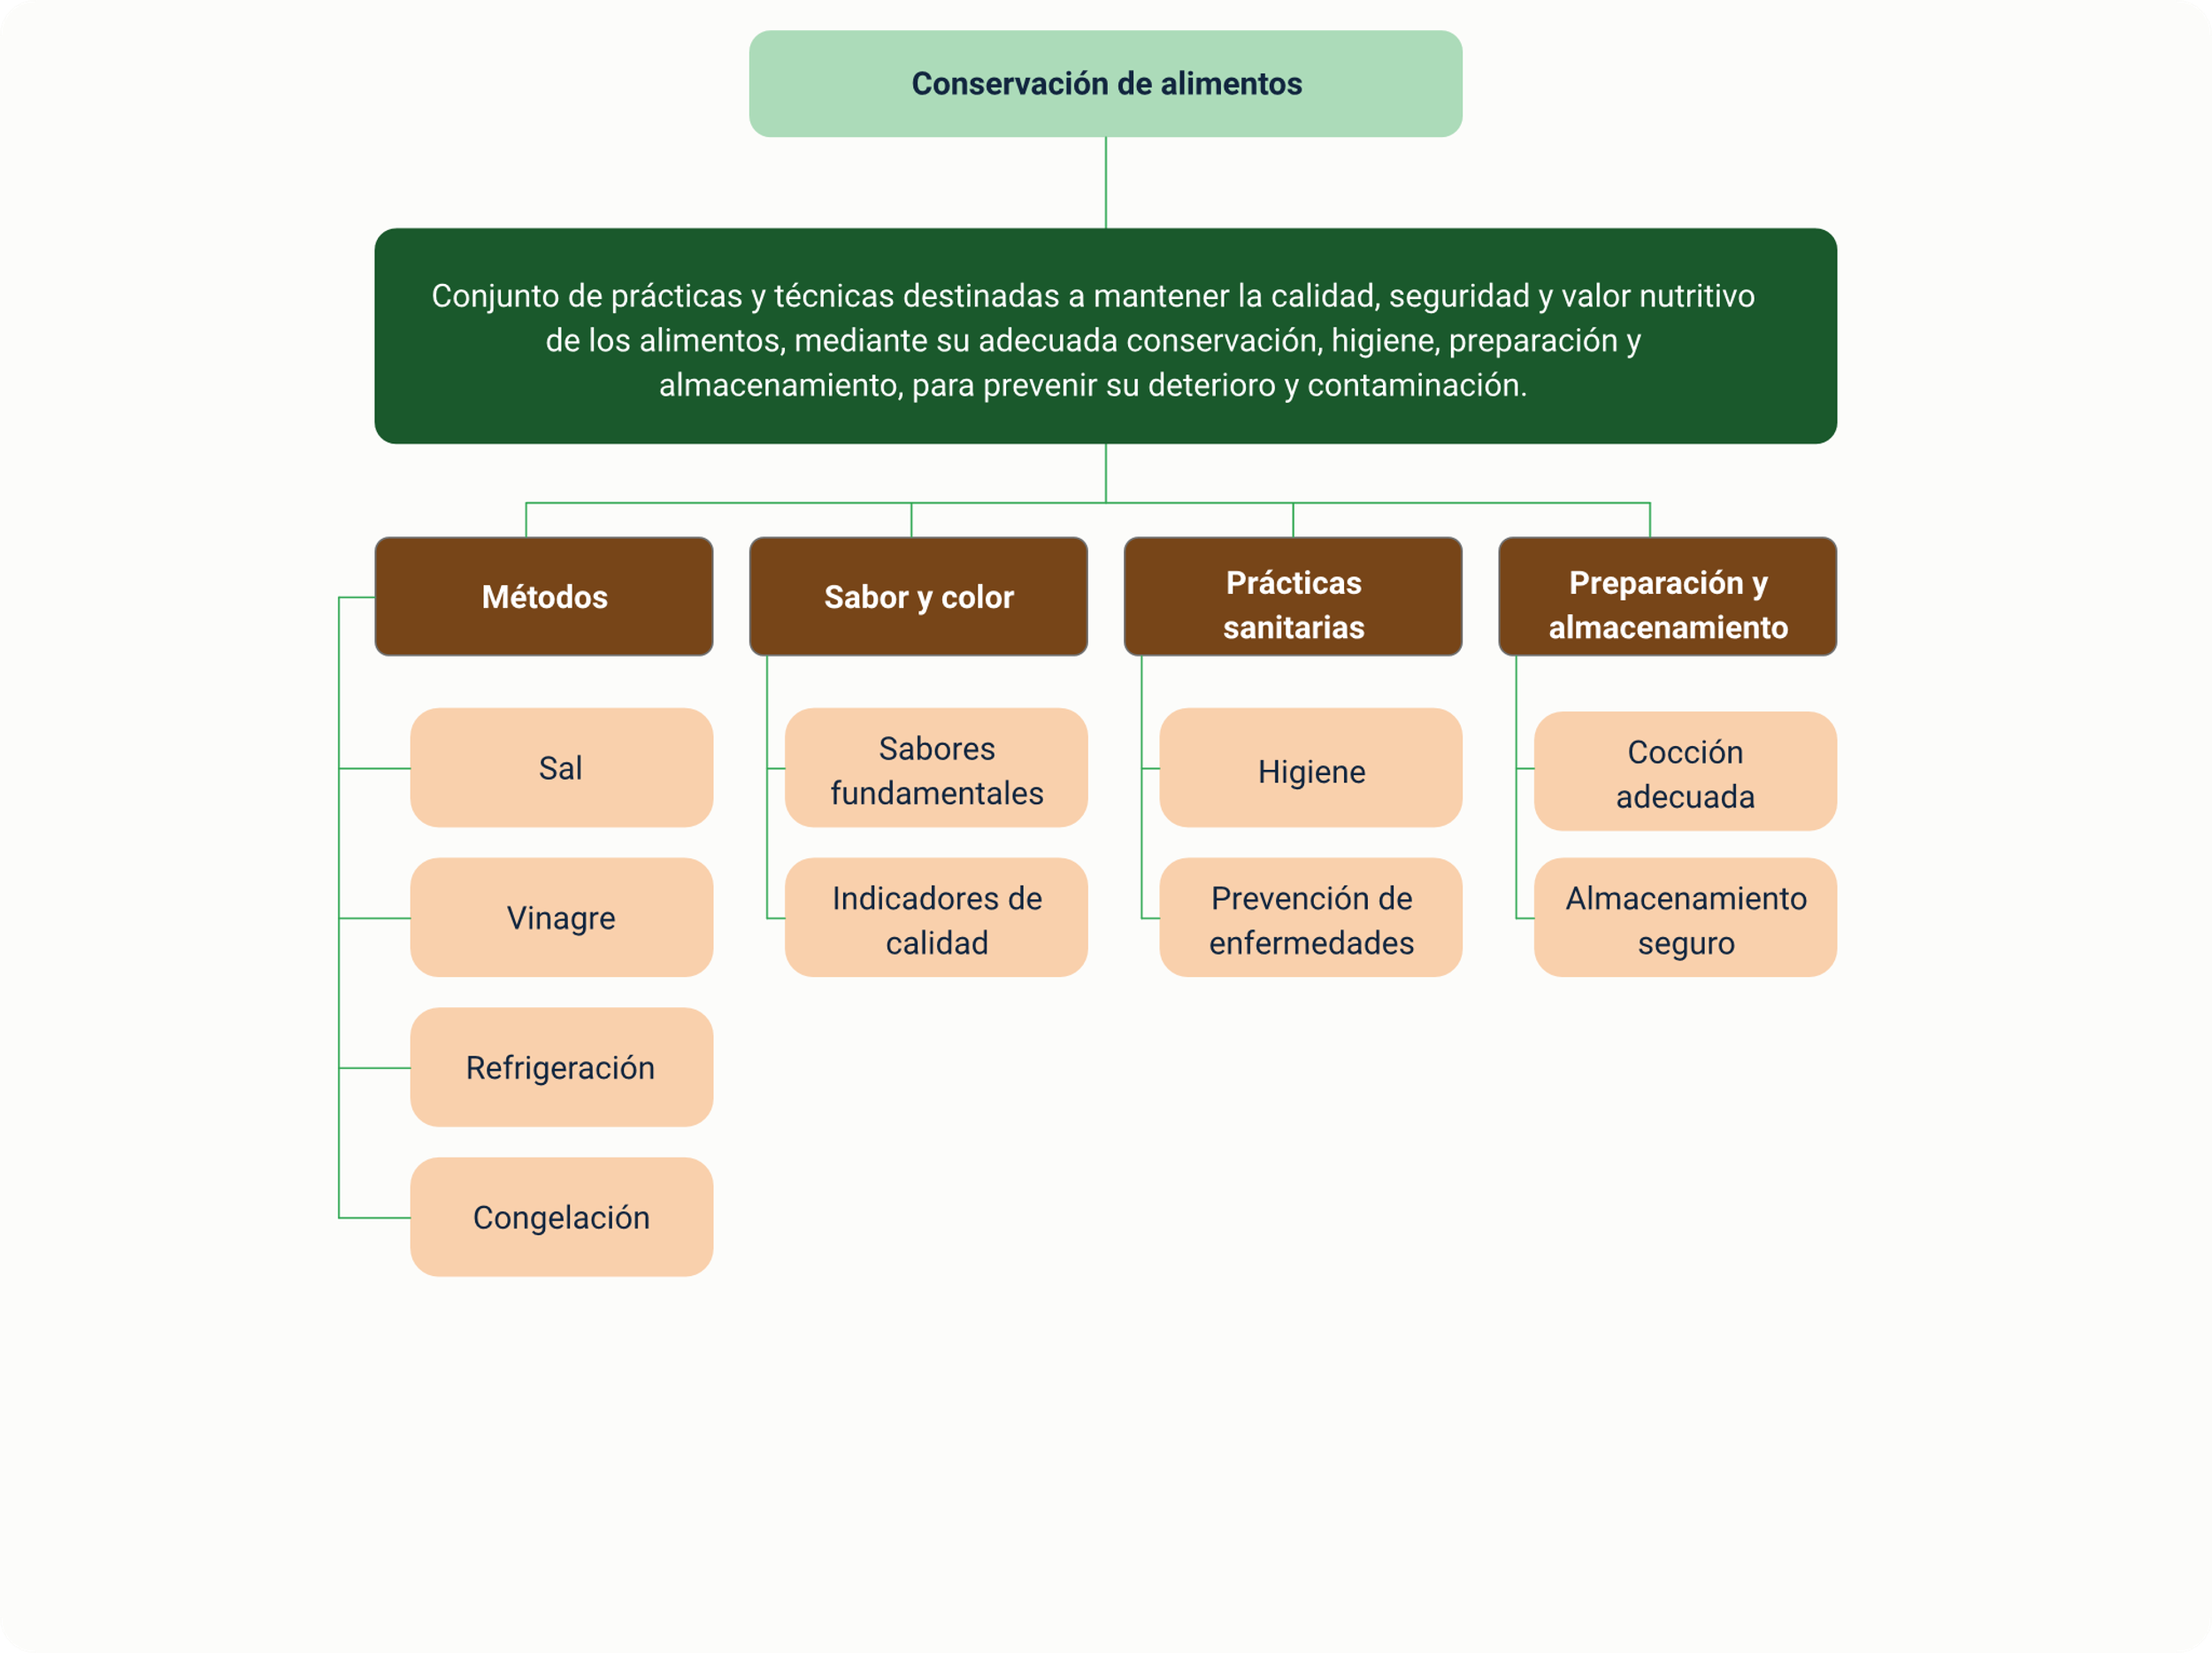 Conservación de alimentos
Conjunto de prácticas y técnicas destinadas a mantener la calidad, seguridad y valor nutritivo
de los alimentos, mediante su adecuada conservación, higiene, preparación y
almacenamiento, para prevenir su deterioro y contaminación.
Métodos
Sal
Vinagre
Refrigeración
Congelación
Sabor y color
Sabores
fundamentales
Indicadores de
calidad
Prácticas
sanitarias
Higiene
Prevención de
enfermedades
Preparación y
almacenamiento
Cocción
adecuada
Almacenamiento
seguro